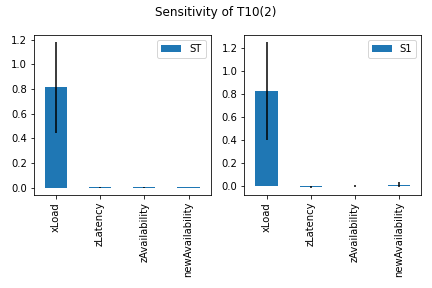 Sensitivity of T10(2)
ST
1.2
1.0
0.8
0.6
0.4
0.2
0.0
xLoad
zLatency
zAvailability
newAvailability
S1
1.2
1.0
0.8
0.6
0.4
0.2
0.0
xLoad
zLatency
zAvailability
newAvailability